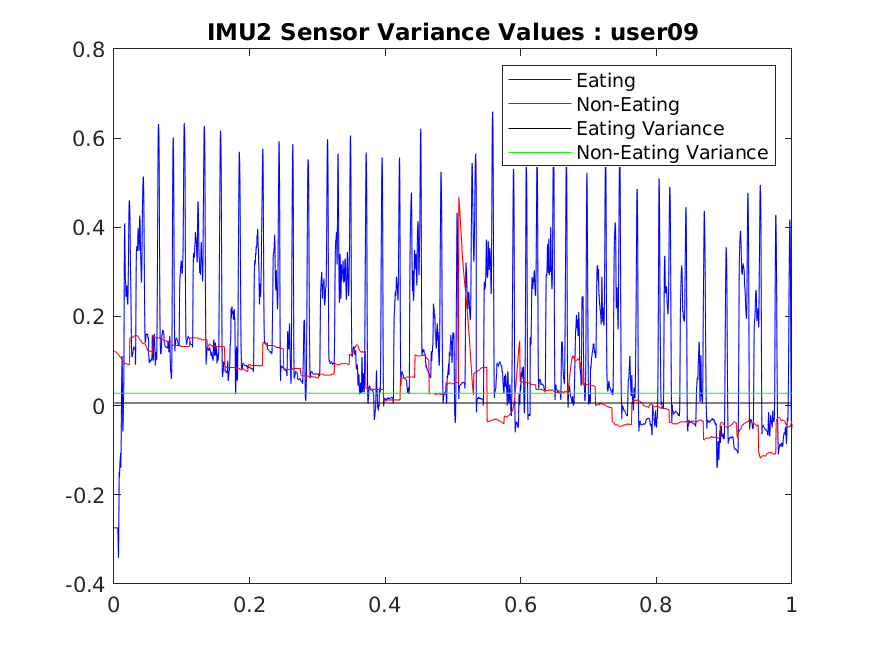 IMU2 Sensor Variance Values : user09
0.8
0.6
0.4
0.2
0
-0.2
-0.4
Eating
Non-Eating
Eating Variance
Non-Eating Variance
0 0.2 0.4 0.6 0.8 1